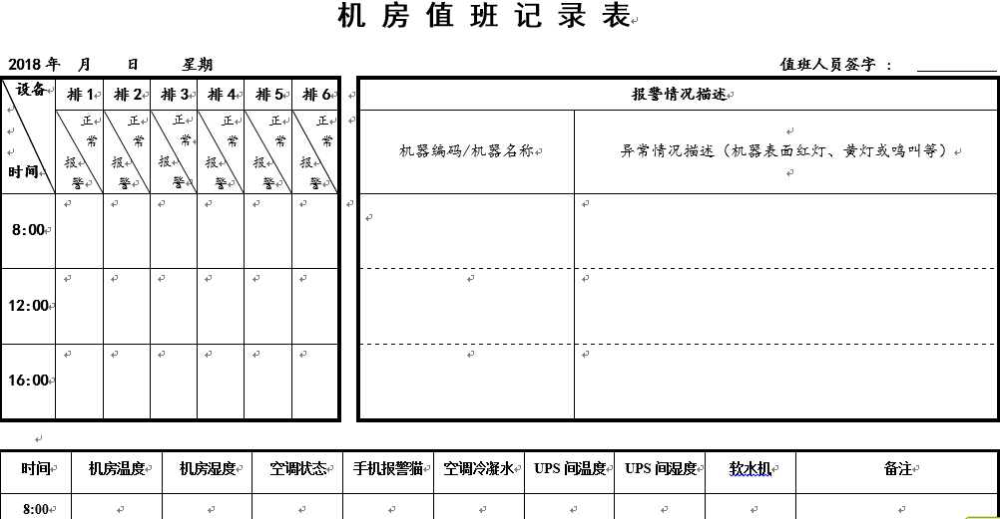 机 房 值 班 记 录 表
2018 年 月 日 星期 值班人员签字 ：
设备 排 1 排 2 排 3 排 4 排 5 排 6 报警情况描述
时间 正常 报警 正常 报警 正常 报警 正常 报警 正常 报警 正常 报警 机器编码/机器名称 异常情况描述（机器表面红灯、黄灯或鸣叫等）
8:00
12:00
16:00
时间 机房温度 机房湿度 空调状态 手机报警猫 空调冷凝水 UPS 间温度 UPS 间湿度 软水机 备注
8:00